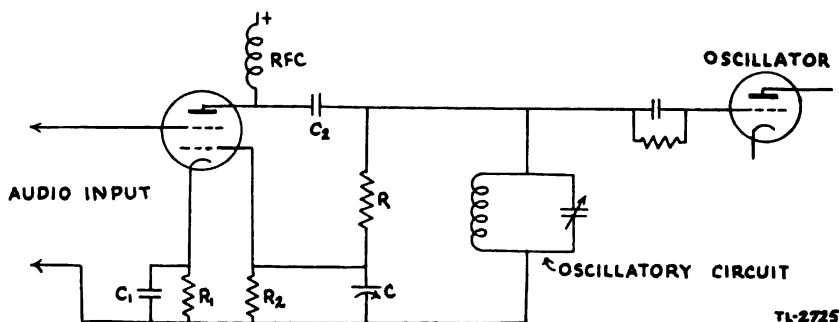 +
RFC
OSCILLATOR
C2
AUDIO INPUT
R
C1
R1
R2
C
OSCILLATORY CIRCUIT
TL-2725